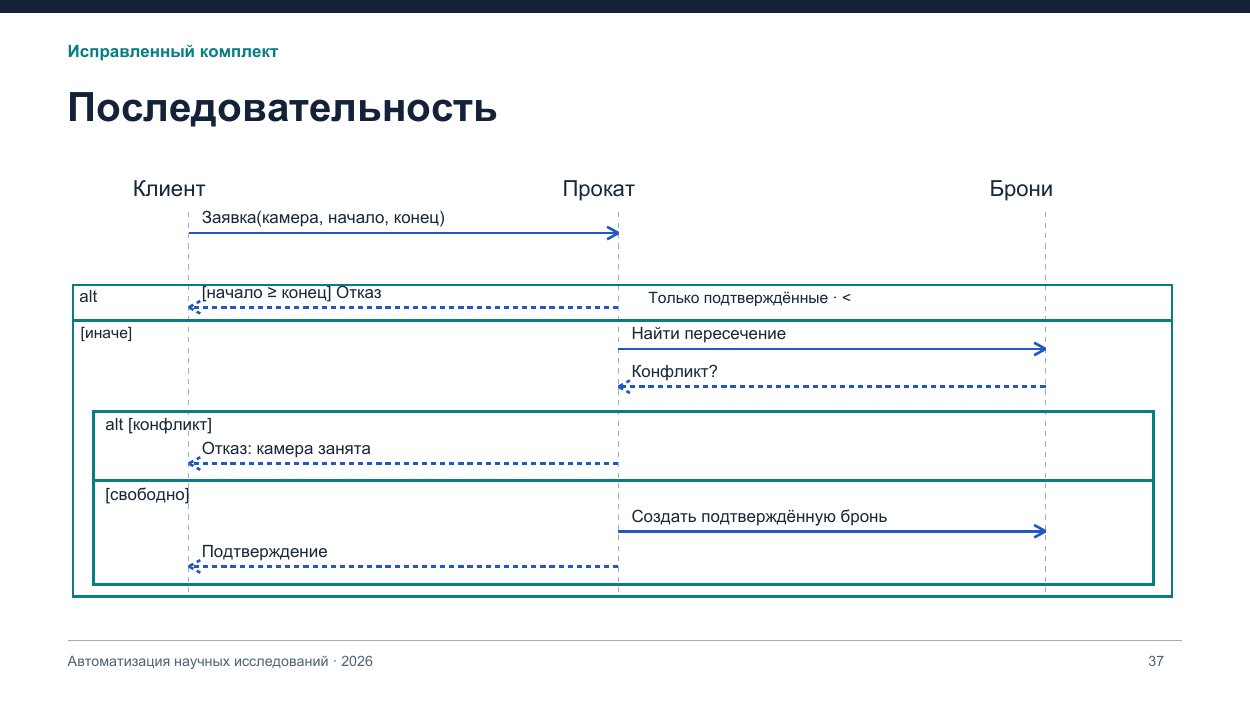 Исправленный комплект
Последовательность
Клиент Прокат Брони
Заявка(камера, начало, конец)
alt [начало ≥ конец] Отказ Только подтверждённые · <
[иначе] Найти пересечение
Конфликт?
alt [конфликт]
Отказ: камера занята
[свободно]
Создать подтверждённую бронь
Подтверждение
Автоматизация научных исследований · 2026 37